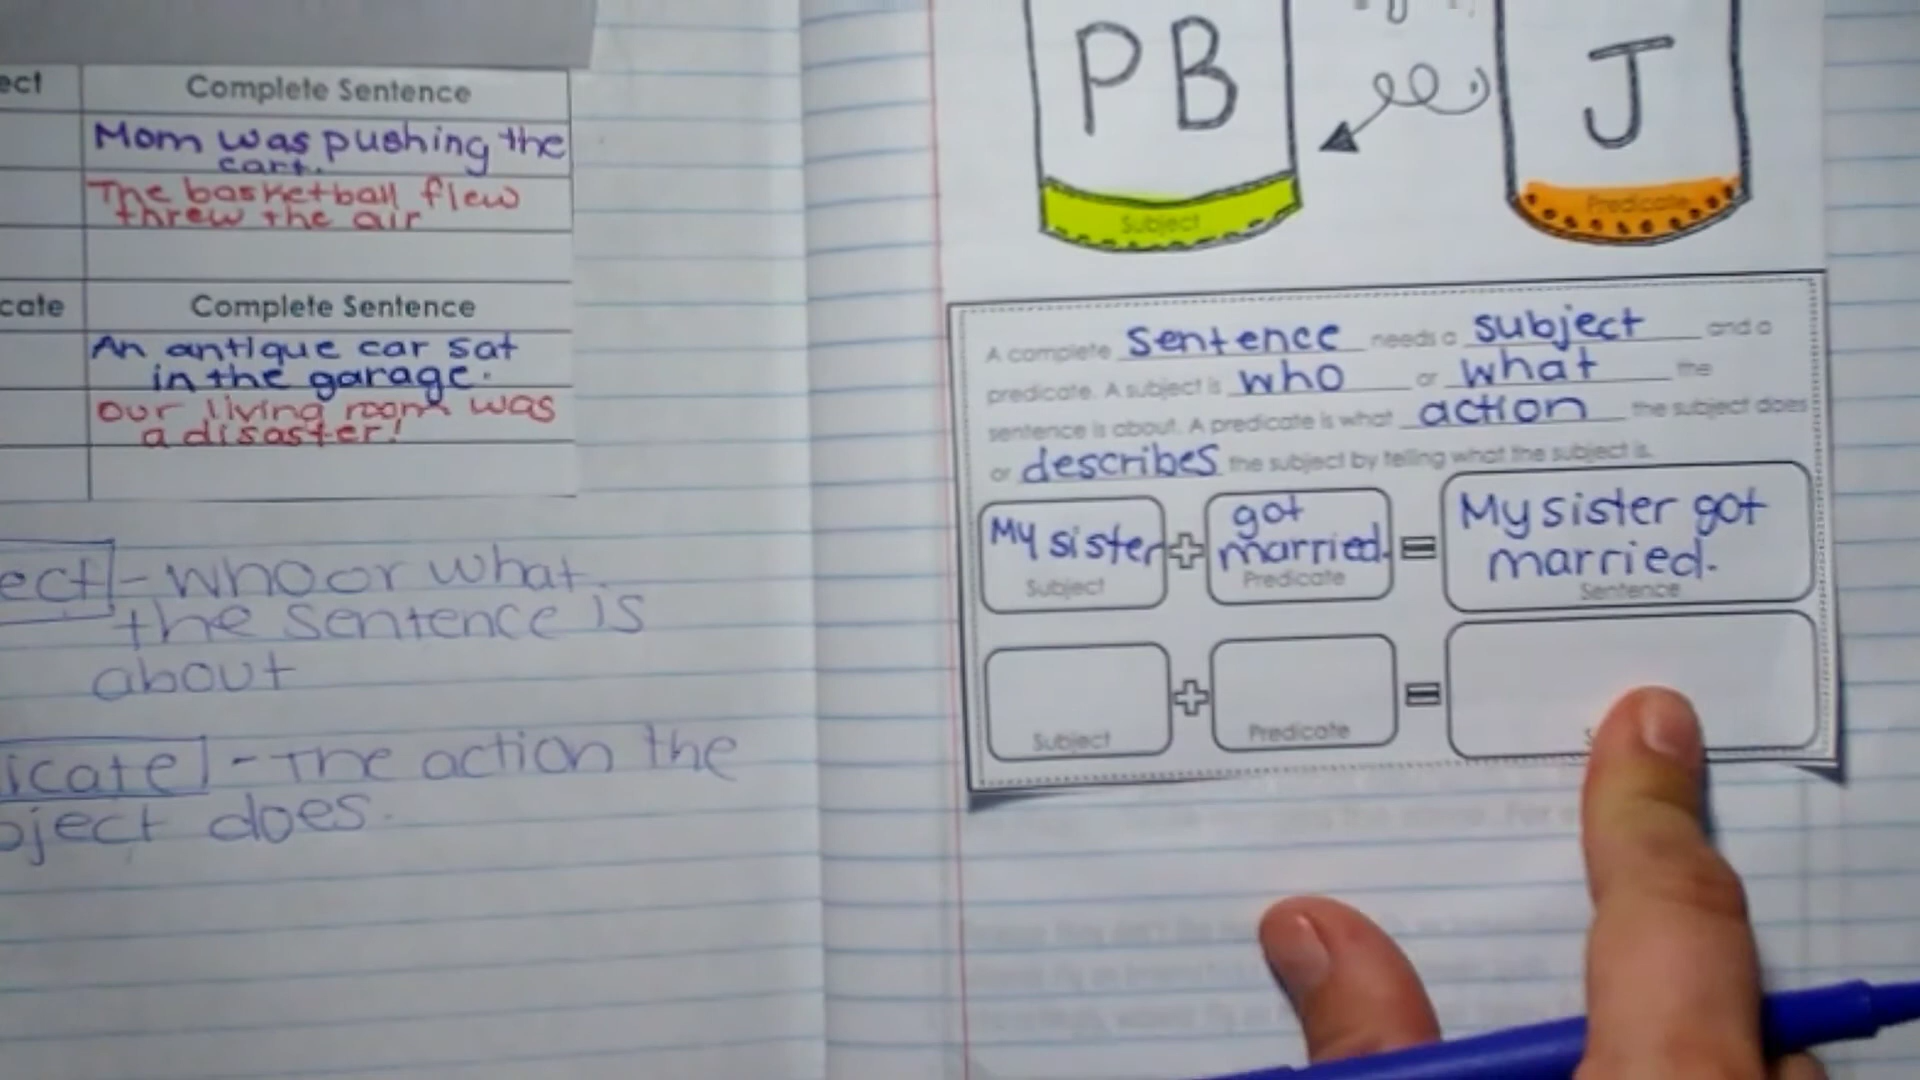 ect
Complete Sentence
Mom was pushing the
cart.
The basketball flew
threw the air
cate
Complete Sentence
An antique car sat
in the garage.
our living room was
a disaster!
ect - who or what
the sentence is
about
icate - The action the
bject does.
PB
J
Subject
Predicate
A complete sentence needs a subject and a
predicate. A subject is who or what the
sentence is about. A predicate is what action the subject does
or describes the subject by telling what the subject is.
My sister
Subject
+
got
married.
Predicate
=
My sister got
married.
Sentence
Subject
+
Predicate
=